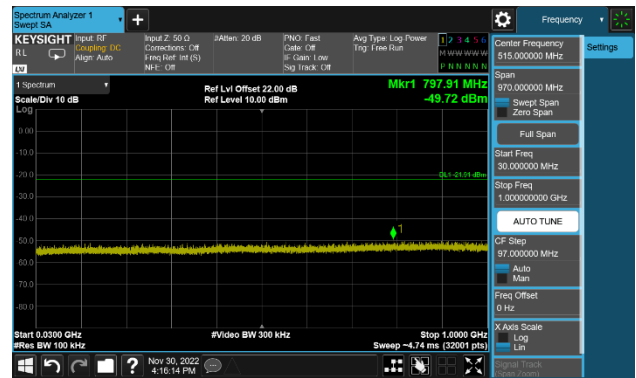 Spectrum Analyzer 1
Swept SA
Frequency
KEYSIGHT
RL
LXI
Input: RF
Coupling: DC
Align: Auto
Input Z: 50 Ω
Corrections: Off
Freq Ref: Int (S)
NFE: Off
#Atten: 20 dB
PNO: Fast
Gate: Off
IF Gain: Low
Sig Track: Off
Avg Type: Log-Power
Trig: Free Run
1 2 3 4 5 6
M W W W W W
P N N N N N
1 Spectrum
Scale/Div 10 dB
Log
Ref Lvl Offset 22.00 dB
Ref Level 10.00 dBm
Mkr1 797.91 MHz
-49.72 dBm
0.00
-10.0
-20.0
-30.0
-40.0
-50.0
-60.0
-70.0
-80.0
DL1 -21.91 dBm
1
Start 0.0300 GHz
#Res BW 100 kHz
#Video BW 300 kHz
Stop 1.0000 GHz
Sweep ~4.74 ms (32001 pts)
Nov 30, 2022
4:16:14 PM
Center Frequency
515.000000 MHz
Settings
Span
970.000000 MHz
Swept Span
Zero Span
Full Span
Start Freq
30.000000 MHz
Stop Freq
1.000000000 GHz
AUTO TUNE
CF Step
97.000000 MHz
Auto
Man
Freq Offset
0 Hz
X Axis Scale
Log
Lin
Signal Track
(Span Zoom)